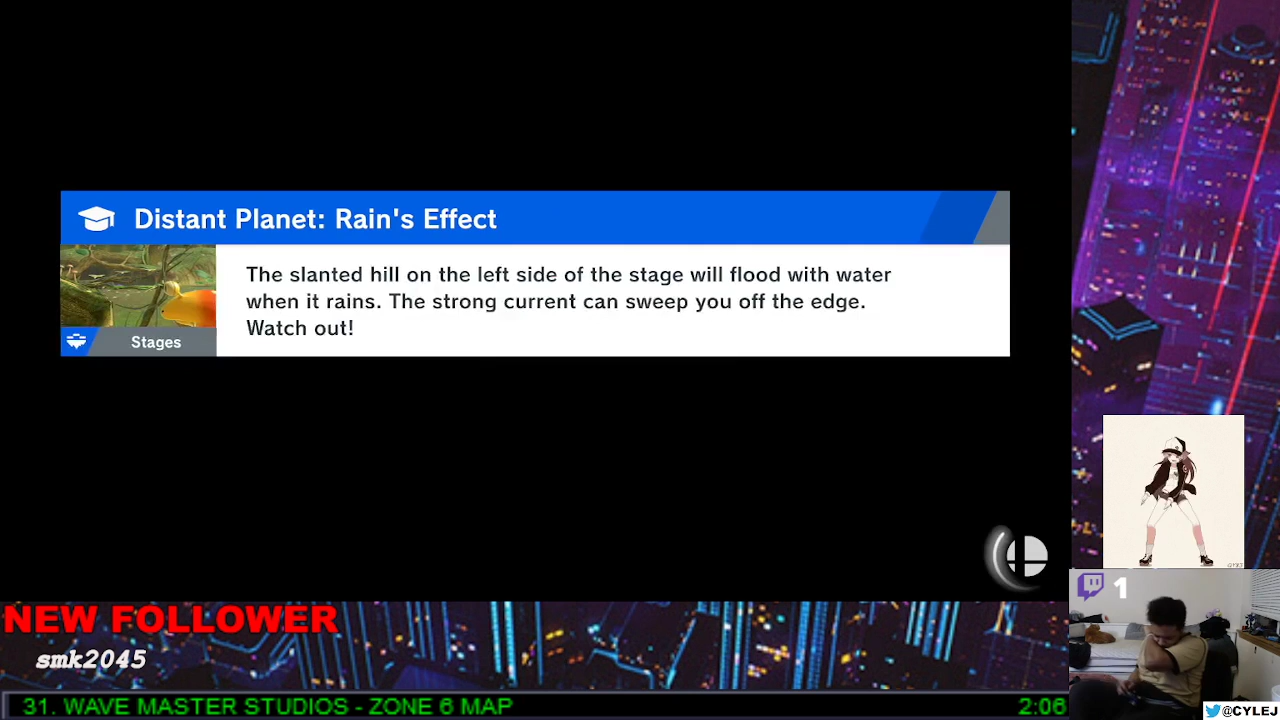 Distant Planet: Rain's Effect
The slanted hill on the left side of the stage will flood with water
when it rains. The strong current can sweep you off the edge.
Watch out!
Stages
1
NEW FOLLOWER
smk2045
31. WAVE MASTER STUDIOS - ZONE 6 MAP
2:06
@CYLEJ